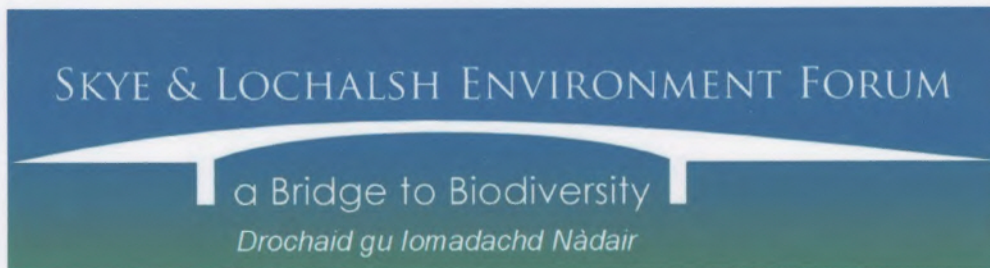 SKYE & LOCHALSH ENVIRONMENT FORUM
a Bridge to Biodiversity
Drochaid gu Iomadachd Nàdair